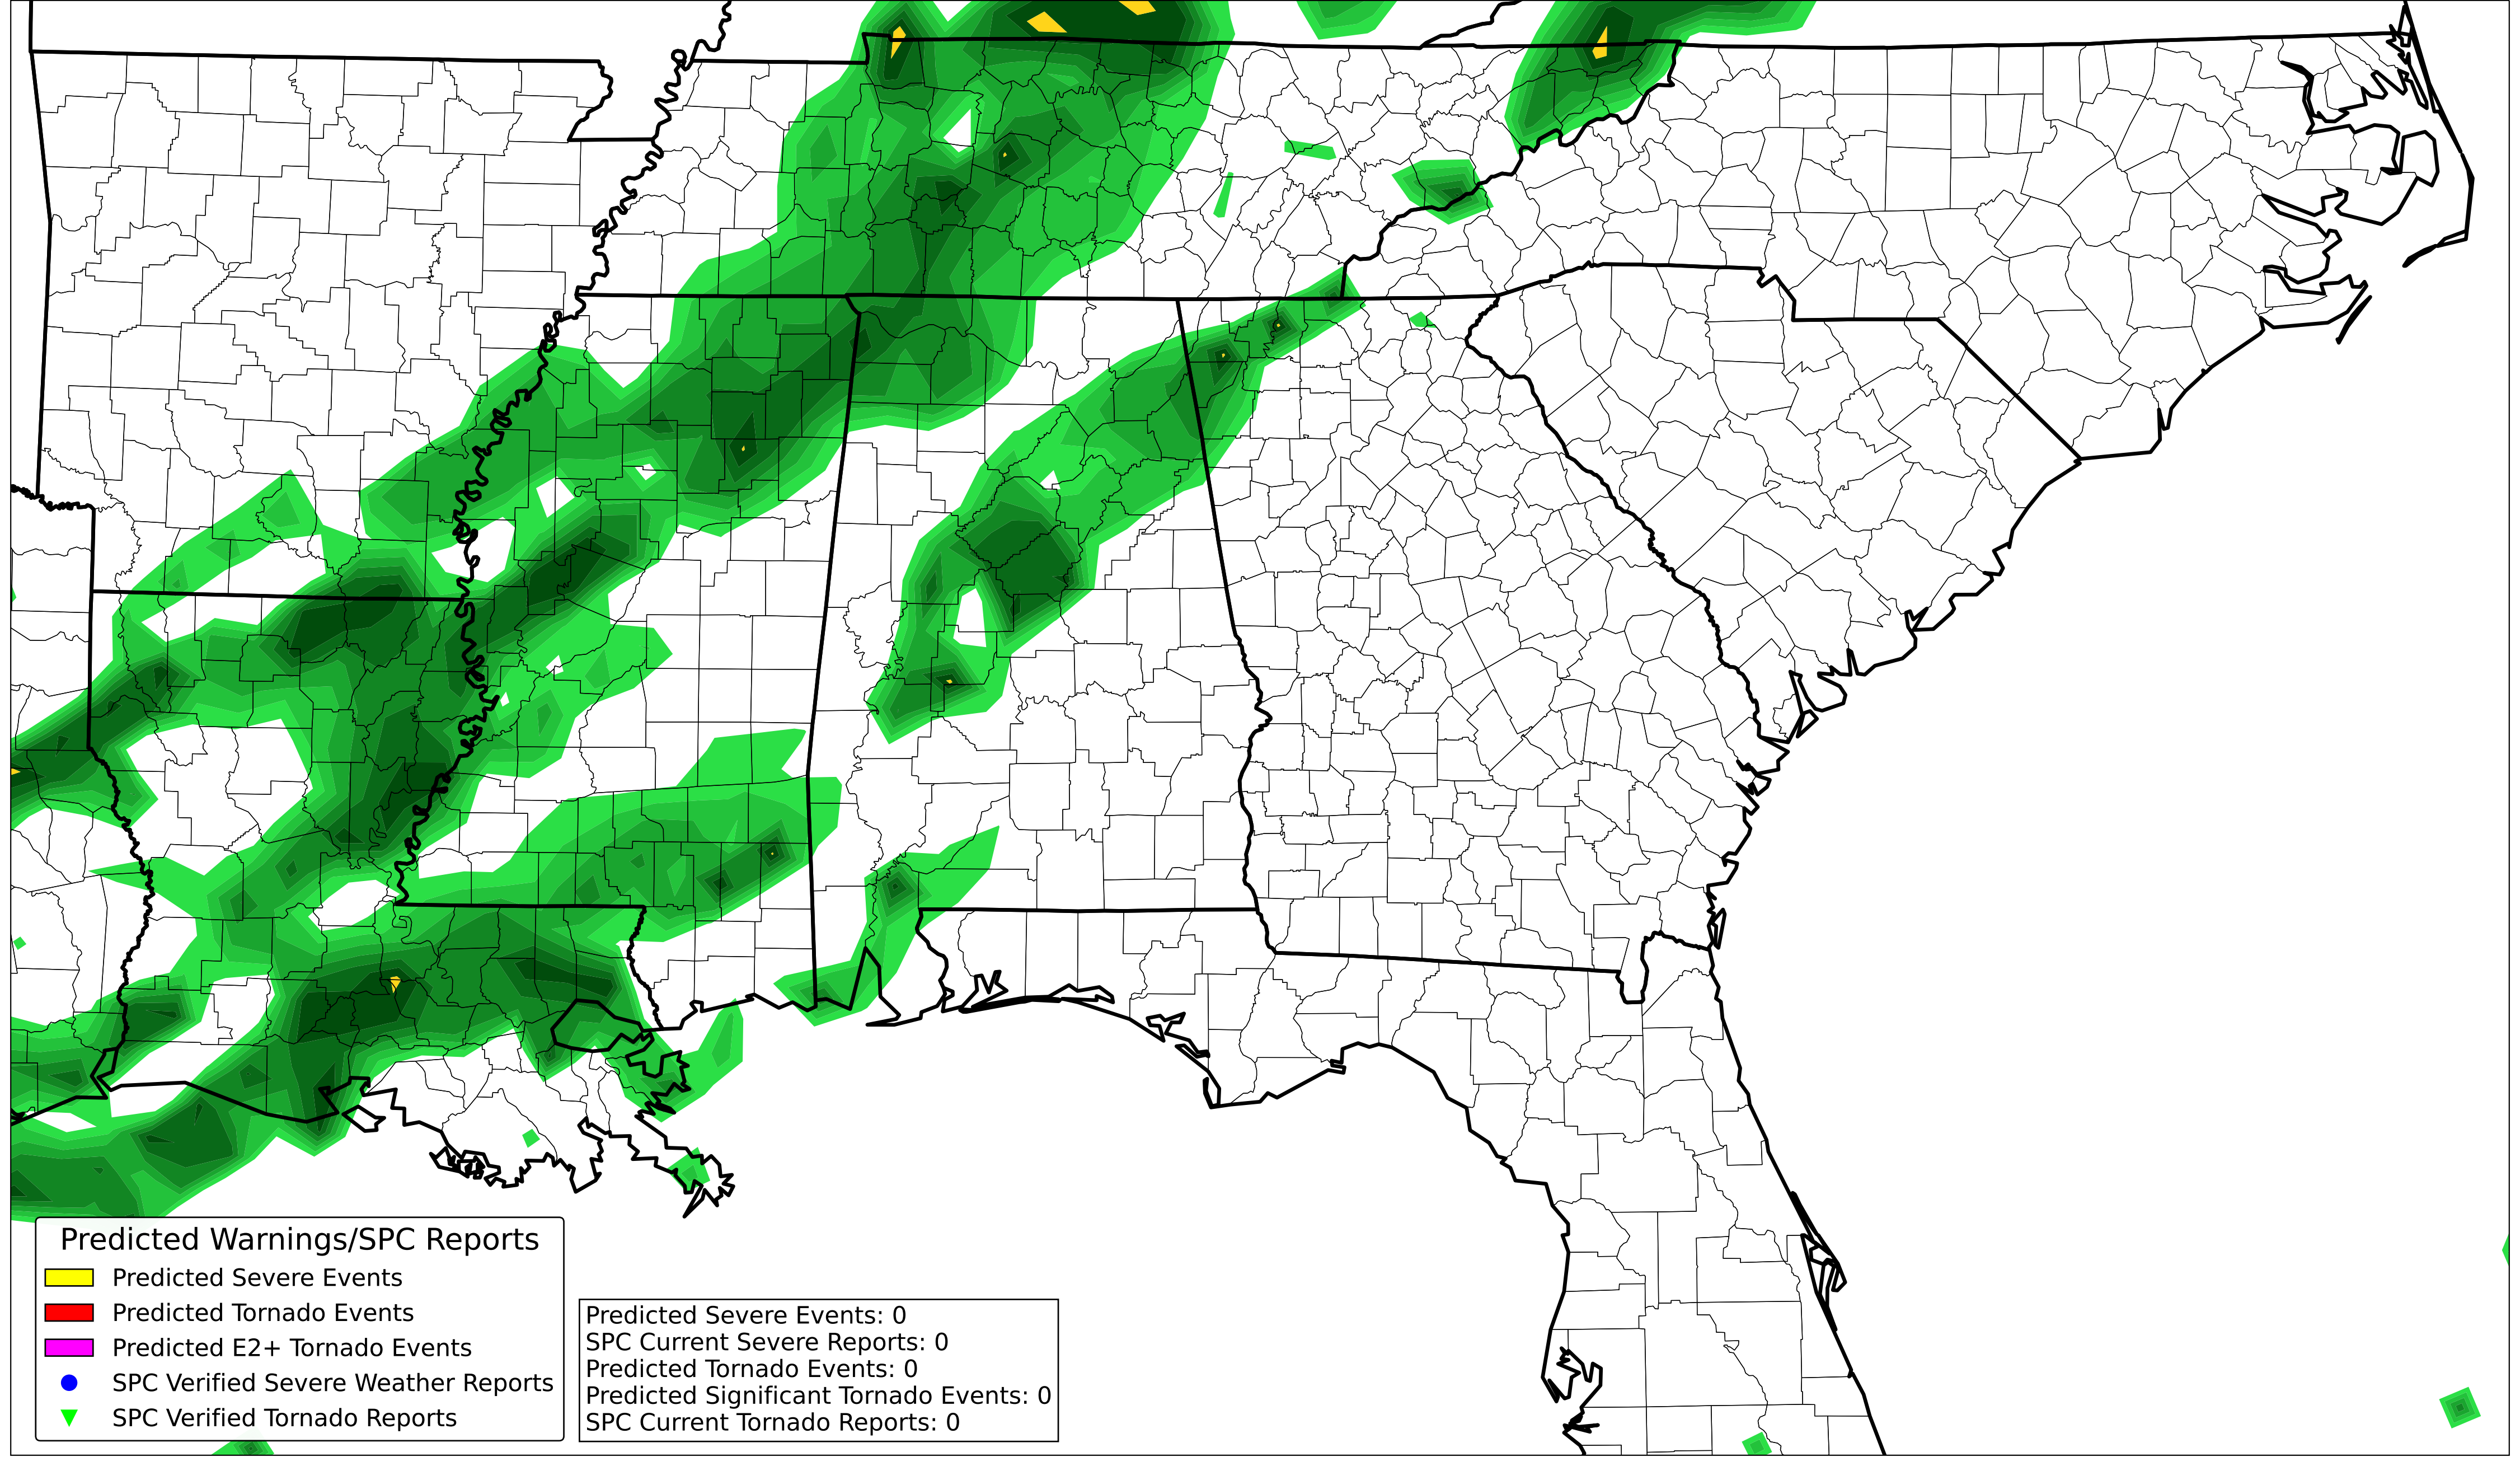 Predicted Warnings/SPC Reports
Predicted Severe Events
Predicted Tornado Events
Predicted E2+ Tornado Events
SPC Verified Severe Weather Reports
SPC Verified Tornado Reports
Predicted Severe Events: 0
SPC Current Severe Reports: 0
Predicted Tornado Events: 0
Predicted Significant Tornado Events: 0
SPC Current Tornado Reports: 0